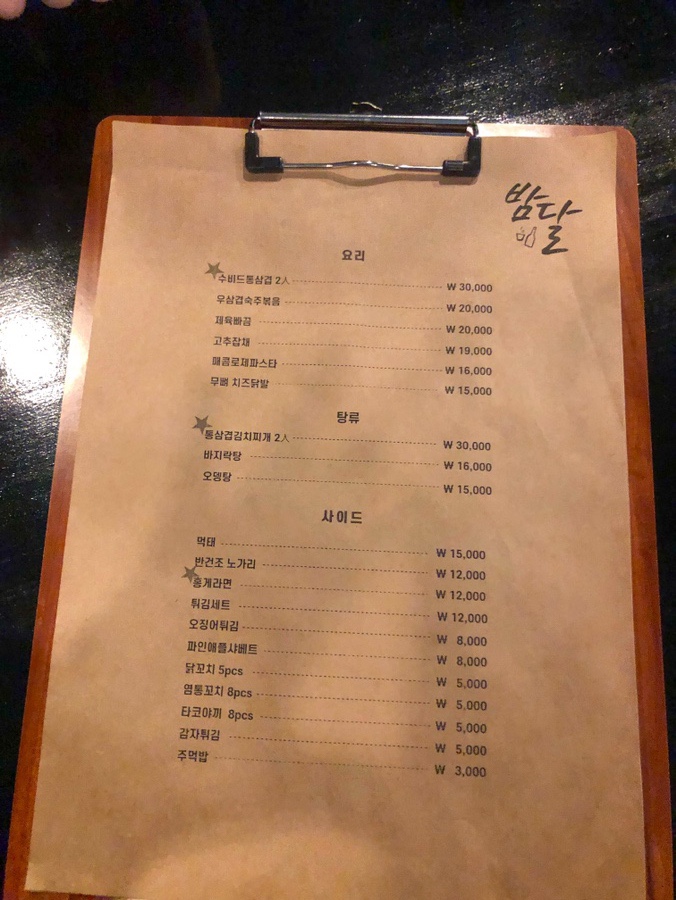 밤달
요리
수비드통삼겹 2人 ₩ 30,000
우삼겹숙주볶음 ₩ 20,000
제육빠끔 ₩ 20,000
고추잡채 ₩ 19,000
매콤로제파스타 ₩ 16,000
무뼈 치즈닭발 ₩ 15,000
탕류
통삼겹김치찌개 2人 ₩ 30,000
바지락탕 ₩ 16,000
오뎅탕 ₩ 15,000
사이드
먹태 ₩ 15,000
반건조 노가리 ₩ 12,000
홍게라면 ₩ 12,000
튀김세트 ₩ 12,000
오징어튀김 ₩ 8,000
파인애플샤베트 ₩ 8,000
닭꼬치 5pcs ₩ 5,000
염통꼬치 8pcs ₩ 5,000
타코야끼 8pcs ₩ 5,000
감자튀김 ₩ 5,000
주먹밥 ₩ 3,000